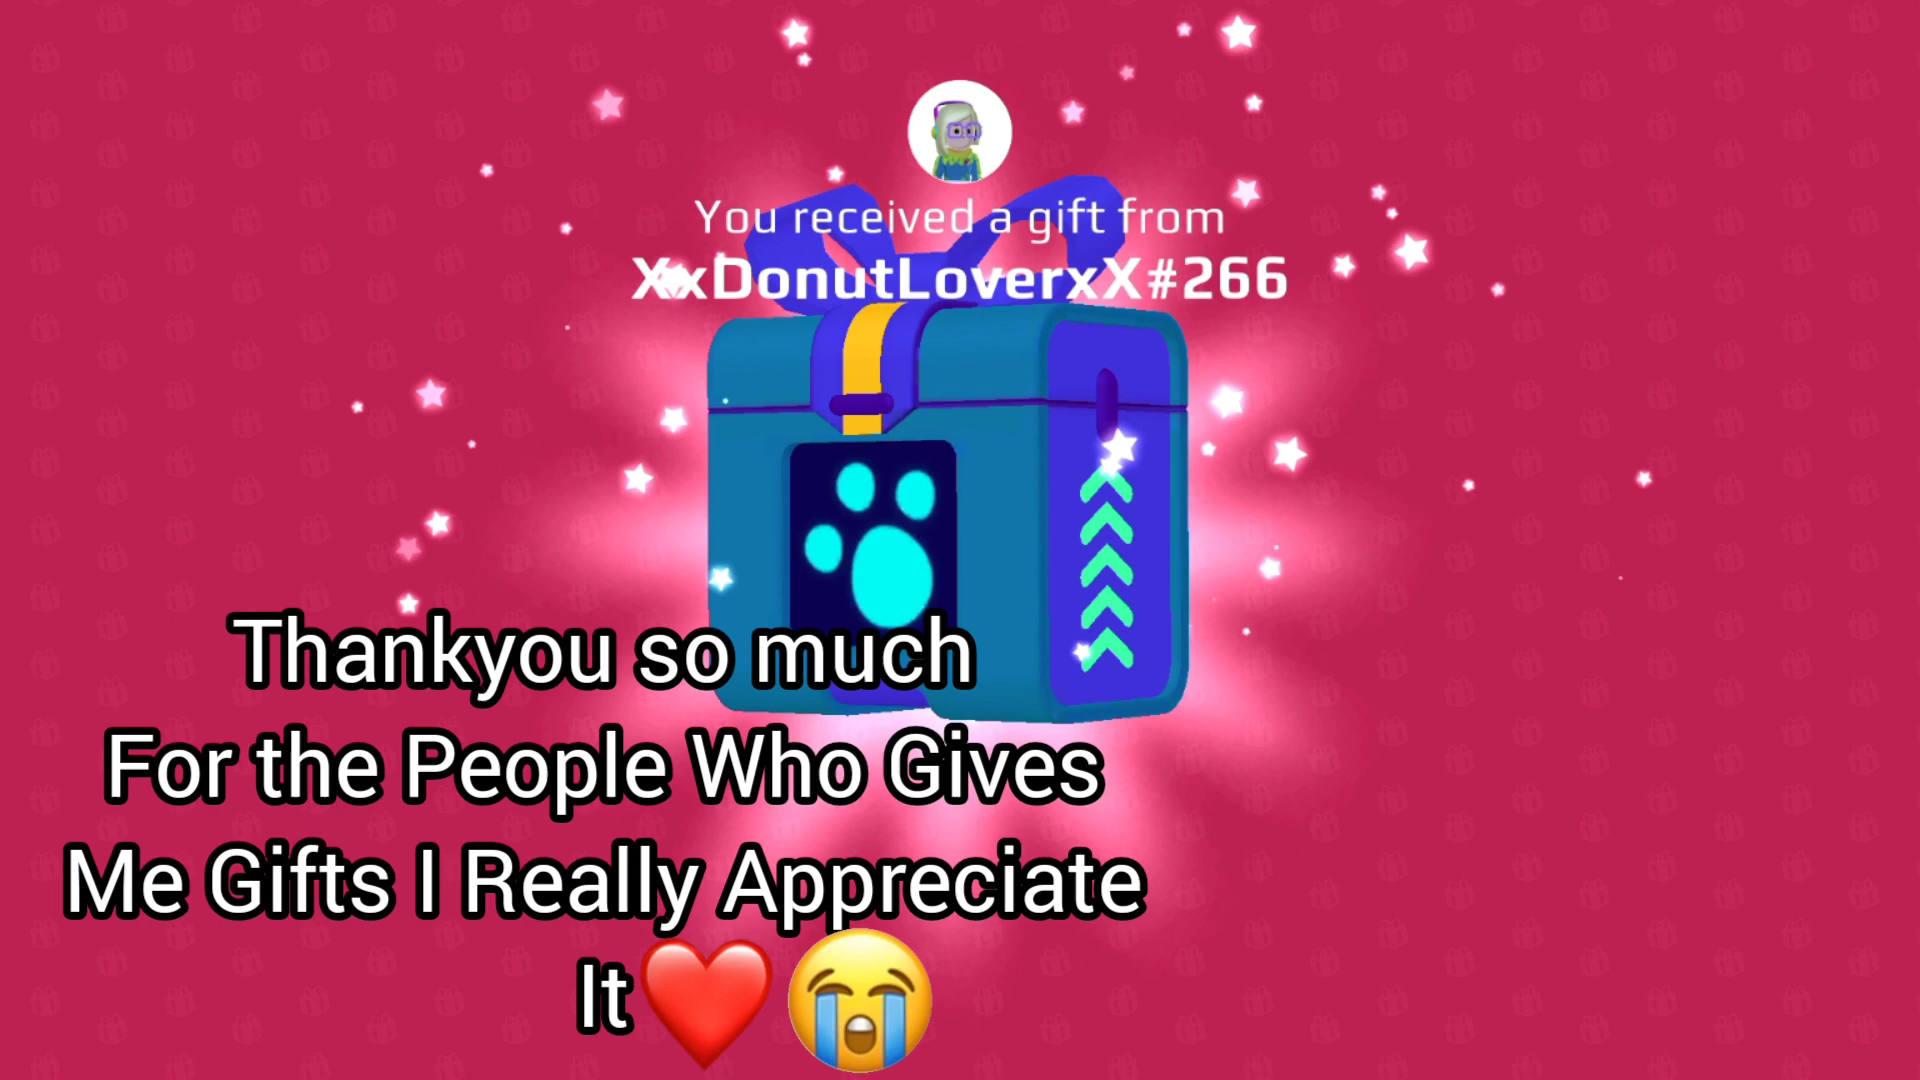 You received a gift from
XxDonutLoverxX#266
Thankyou so much
For the People Who Gives
Me Gifts I Really Appreciate
It❤️😭